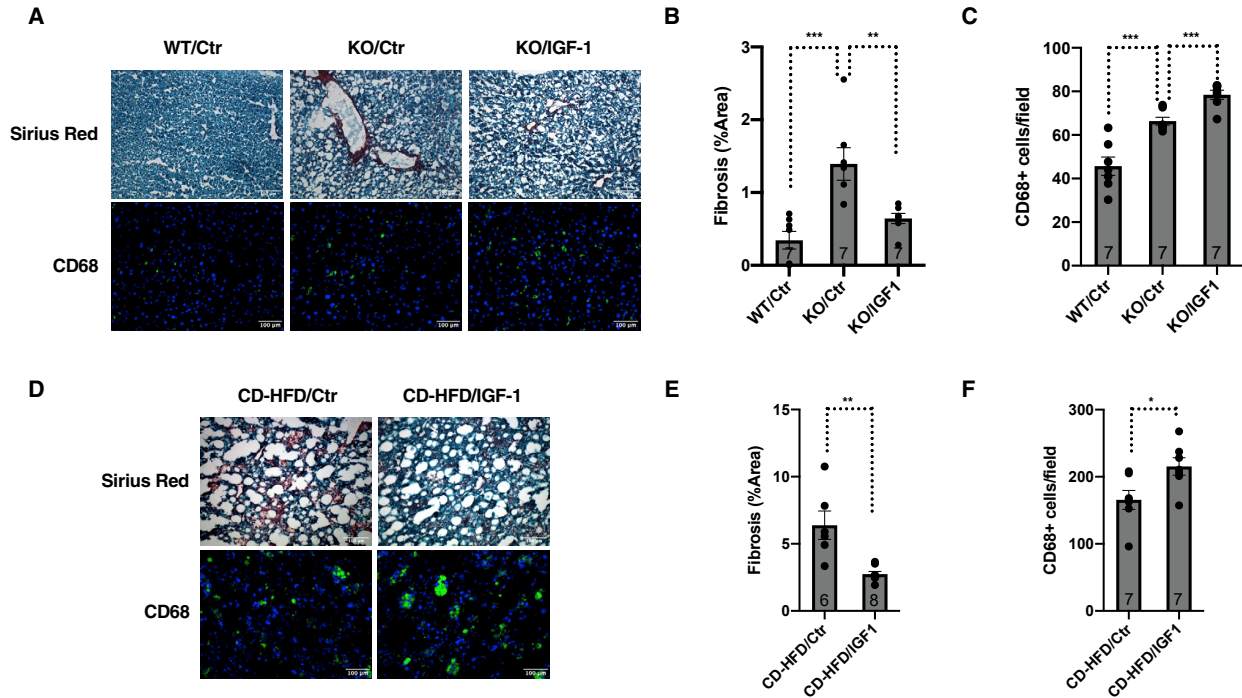 A
WT/Ctr
KO/Ctr
KO/IGF-1
Sirius Red
CD68
100 µm
100 µm
100 µm
B
***
**
Fibrosis (%Area)
3
2
1
0
7
7
7
WT/Ctr
KO/Ctr
KO/IGF1
C
***
***
CD68+ cells/field
100
80
60
40
20
0
7
7
7
WT/Ctr
KO/Ctr
KO/IGF1
D
CD-HFD/Ctr
CD-HFD/IGF-1
Sirius Red
CD68
100 µm
100 µm
E
**
Fibrosis (%Area)
15
10
5
0
6
8
CD-HFD/Ctr
CD-HFD/IGF1
F
*
CD68+ cells/field
300
200
100
0
7
7
CD-HFD/Ctr
CD-HFD/IGF1